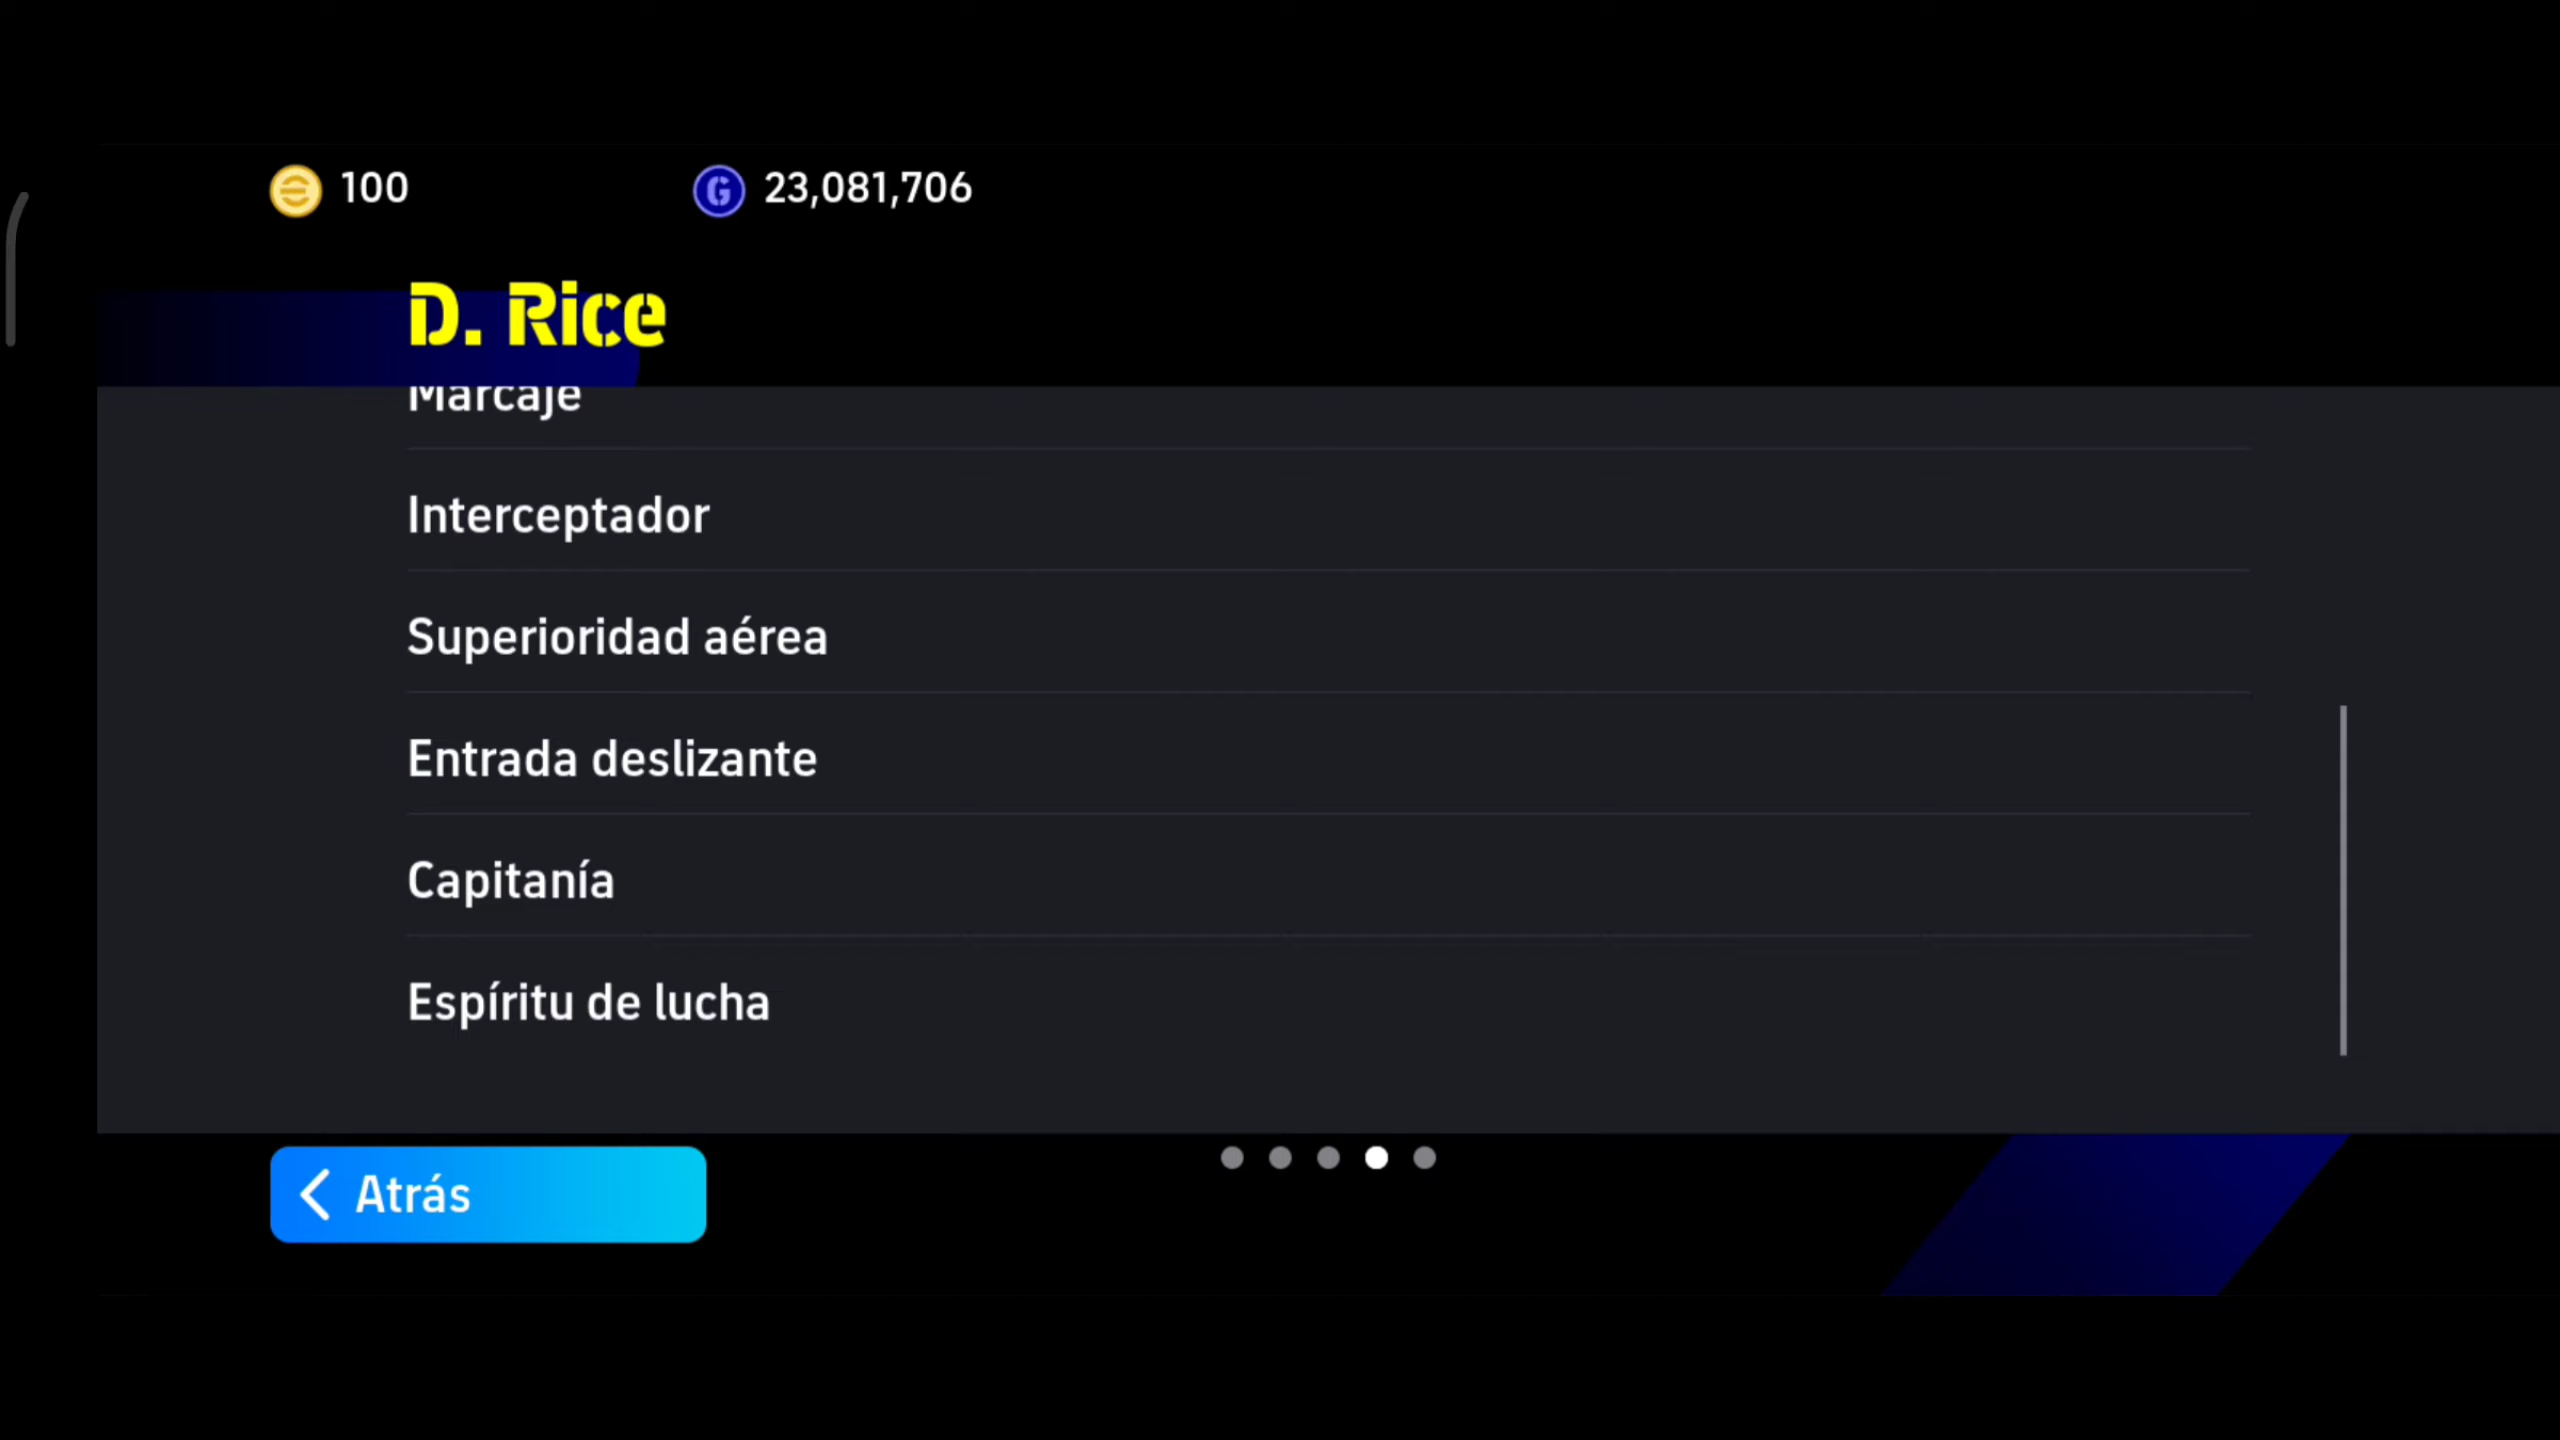 100
23,081,706
D. Rice
Marcaje
Interceptador
Superioridad aérea
Entrada deslizante
Capitanía
Espíritu de lucha
Atrás